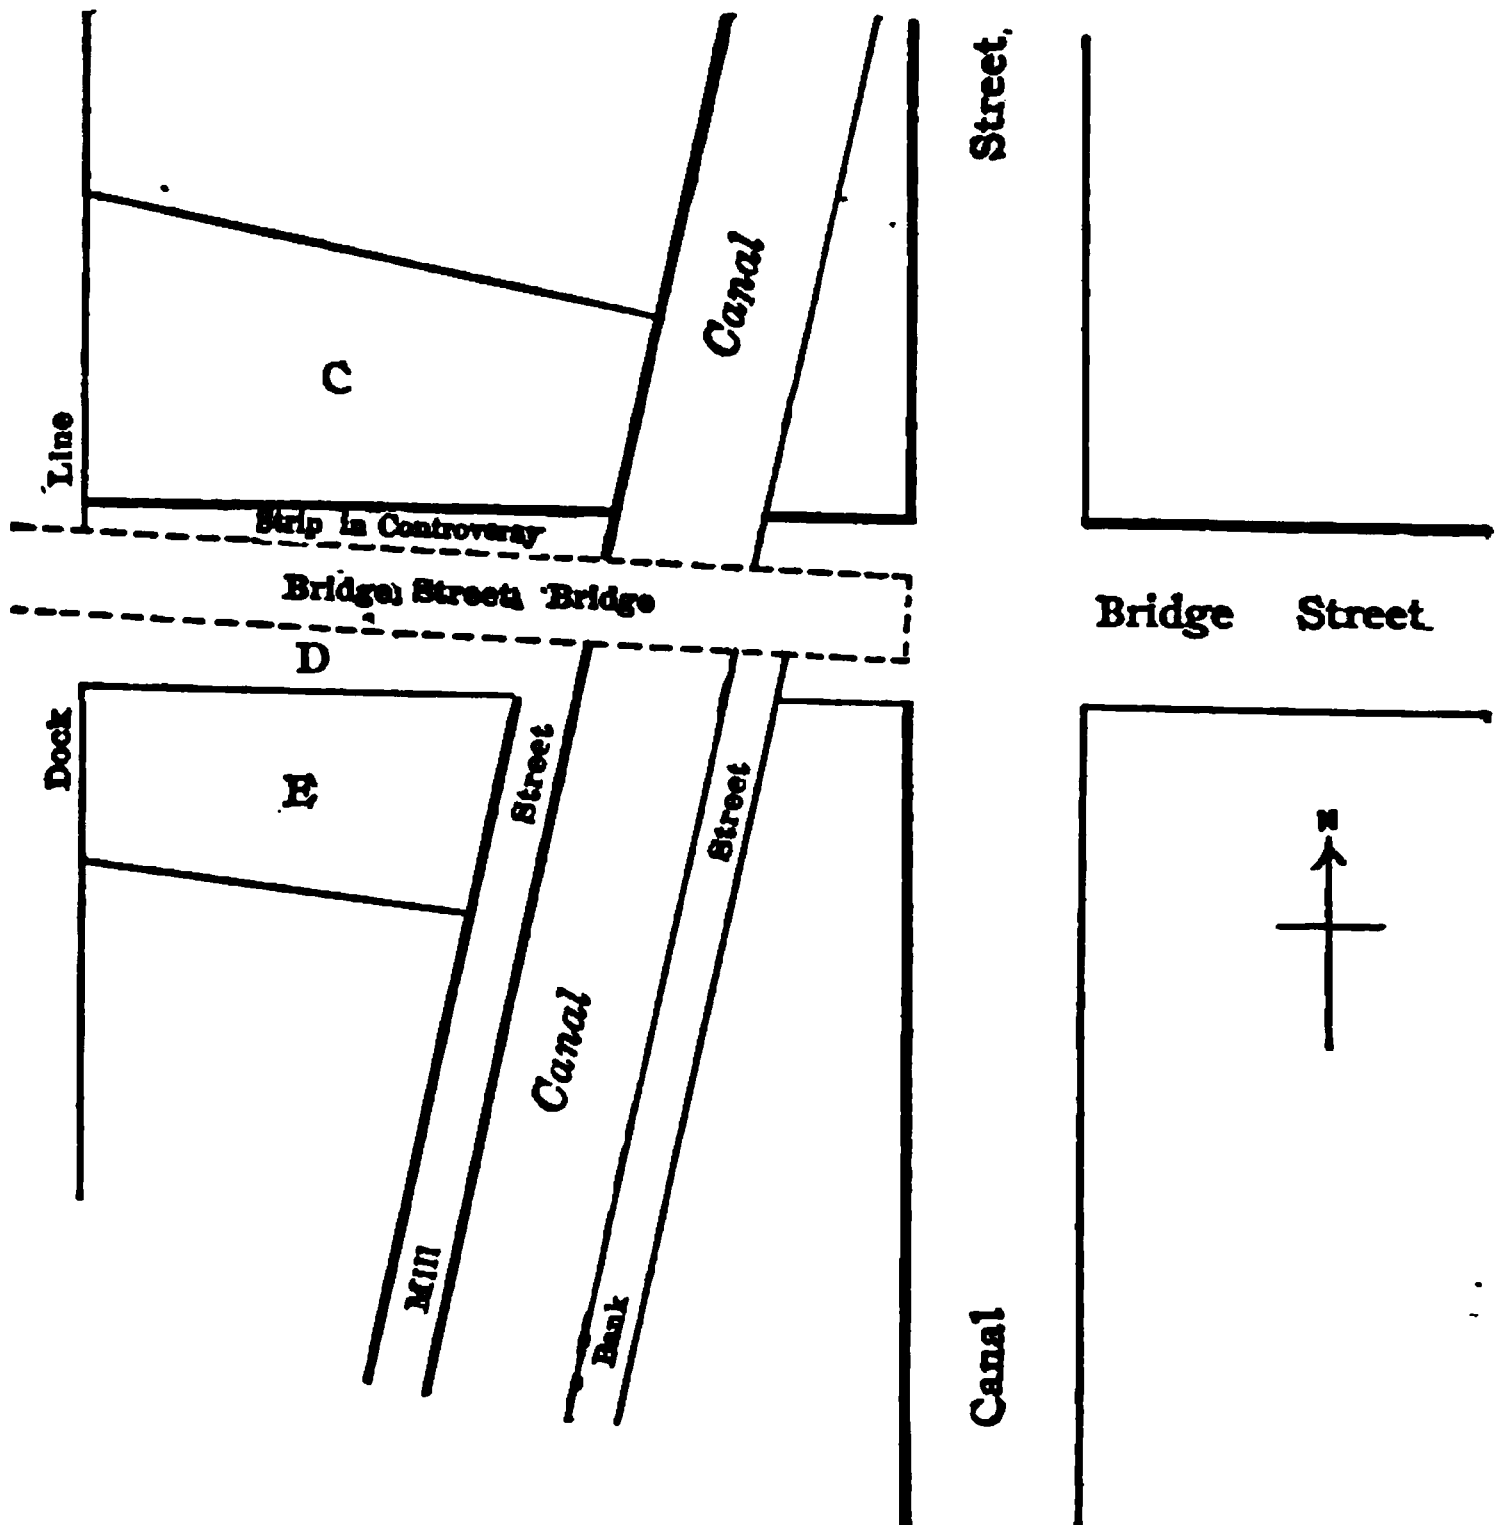 Street
Canal
C
Line
Strip in Controversy
Bridge Street Bridge
Bridge Street
D
Dock
E
Street
Street
N
Canal
Mill
Bank
Canal